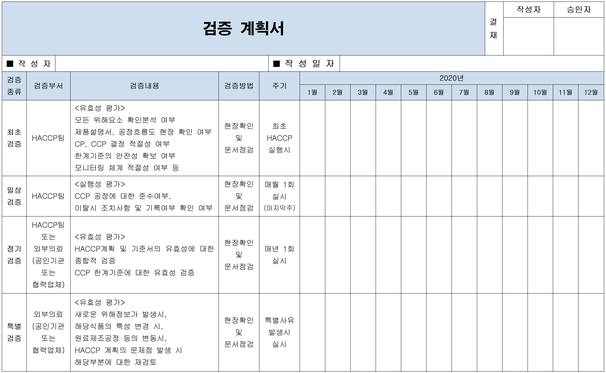 검증 계획서
결
재
작성자
승인자
■ 작 성 자
■ 작 성 일 자
검증
종류
검증부서
검증내용
검증방법
주기
2020년
1월
2월
3월
4월
5월
6월
7월
8월
9월
10월
11월
12월
최초
검증
HACCP팀
<유효성 평가>
모든 위해요소 확인분석 여부
제품설명서, 공정흐름도 현장 확인 여부
CP, CCP 결정 적절성 여부
한계기준의 안전성 확보 여부
모니터링 체계 적절성 여부 등
현장확인
및
문서점검
최초
HACCP
실행시
일상
검증
HACCP팀
<실행성 평가>
CCP 공정에 대한 준수여부,
이탈시 조치사항 및 기록여부 확인 여부
현장확인
및
문서점검
매월 1회
실시
(마지막주)
정기
검증
HACCP팀
또는
외부의뢰
(공인기관
또는
협력업체)
<유효성 평가>
HACCP계획 및 기준서의 유효성에 대한
종합적 검증
CCP 한계기준에 대한 유효성 검증
현장확인
및
문서점검
매년 1회
실시
특별
검증
외부의뢰
(공인기관
또는
협력업체)
<유효성 평가>
새로운 위해정보가 발생시,
해당식품의 특성 변경 시,
원료제조공정 등의 변동시,
HACCP 계획의 문제점 발생 시
해당부분에 대한 재검토
현장확인
및
문서점검
특별사유
발생시
실시